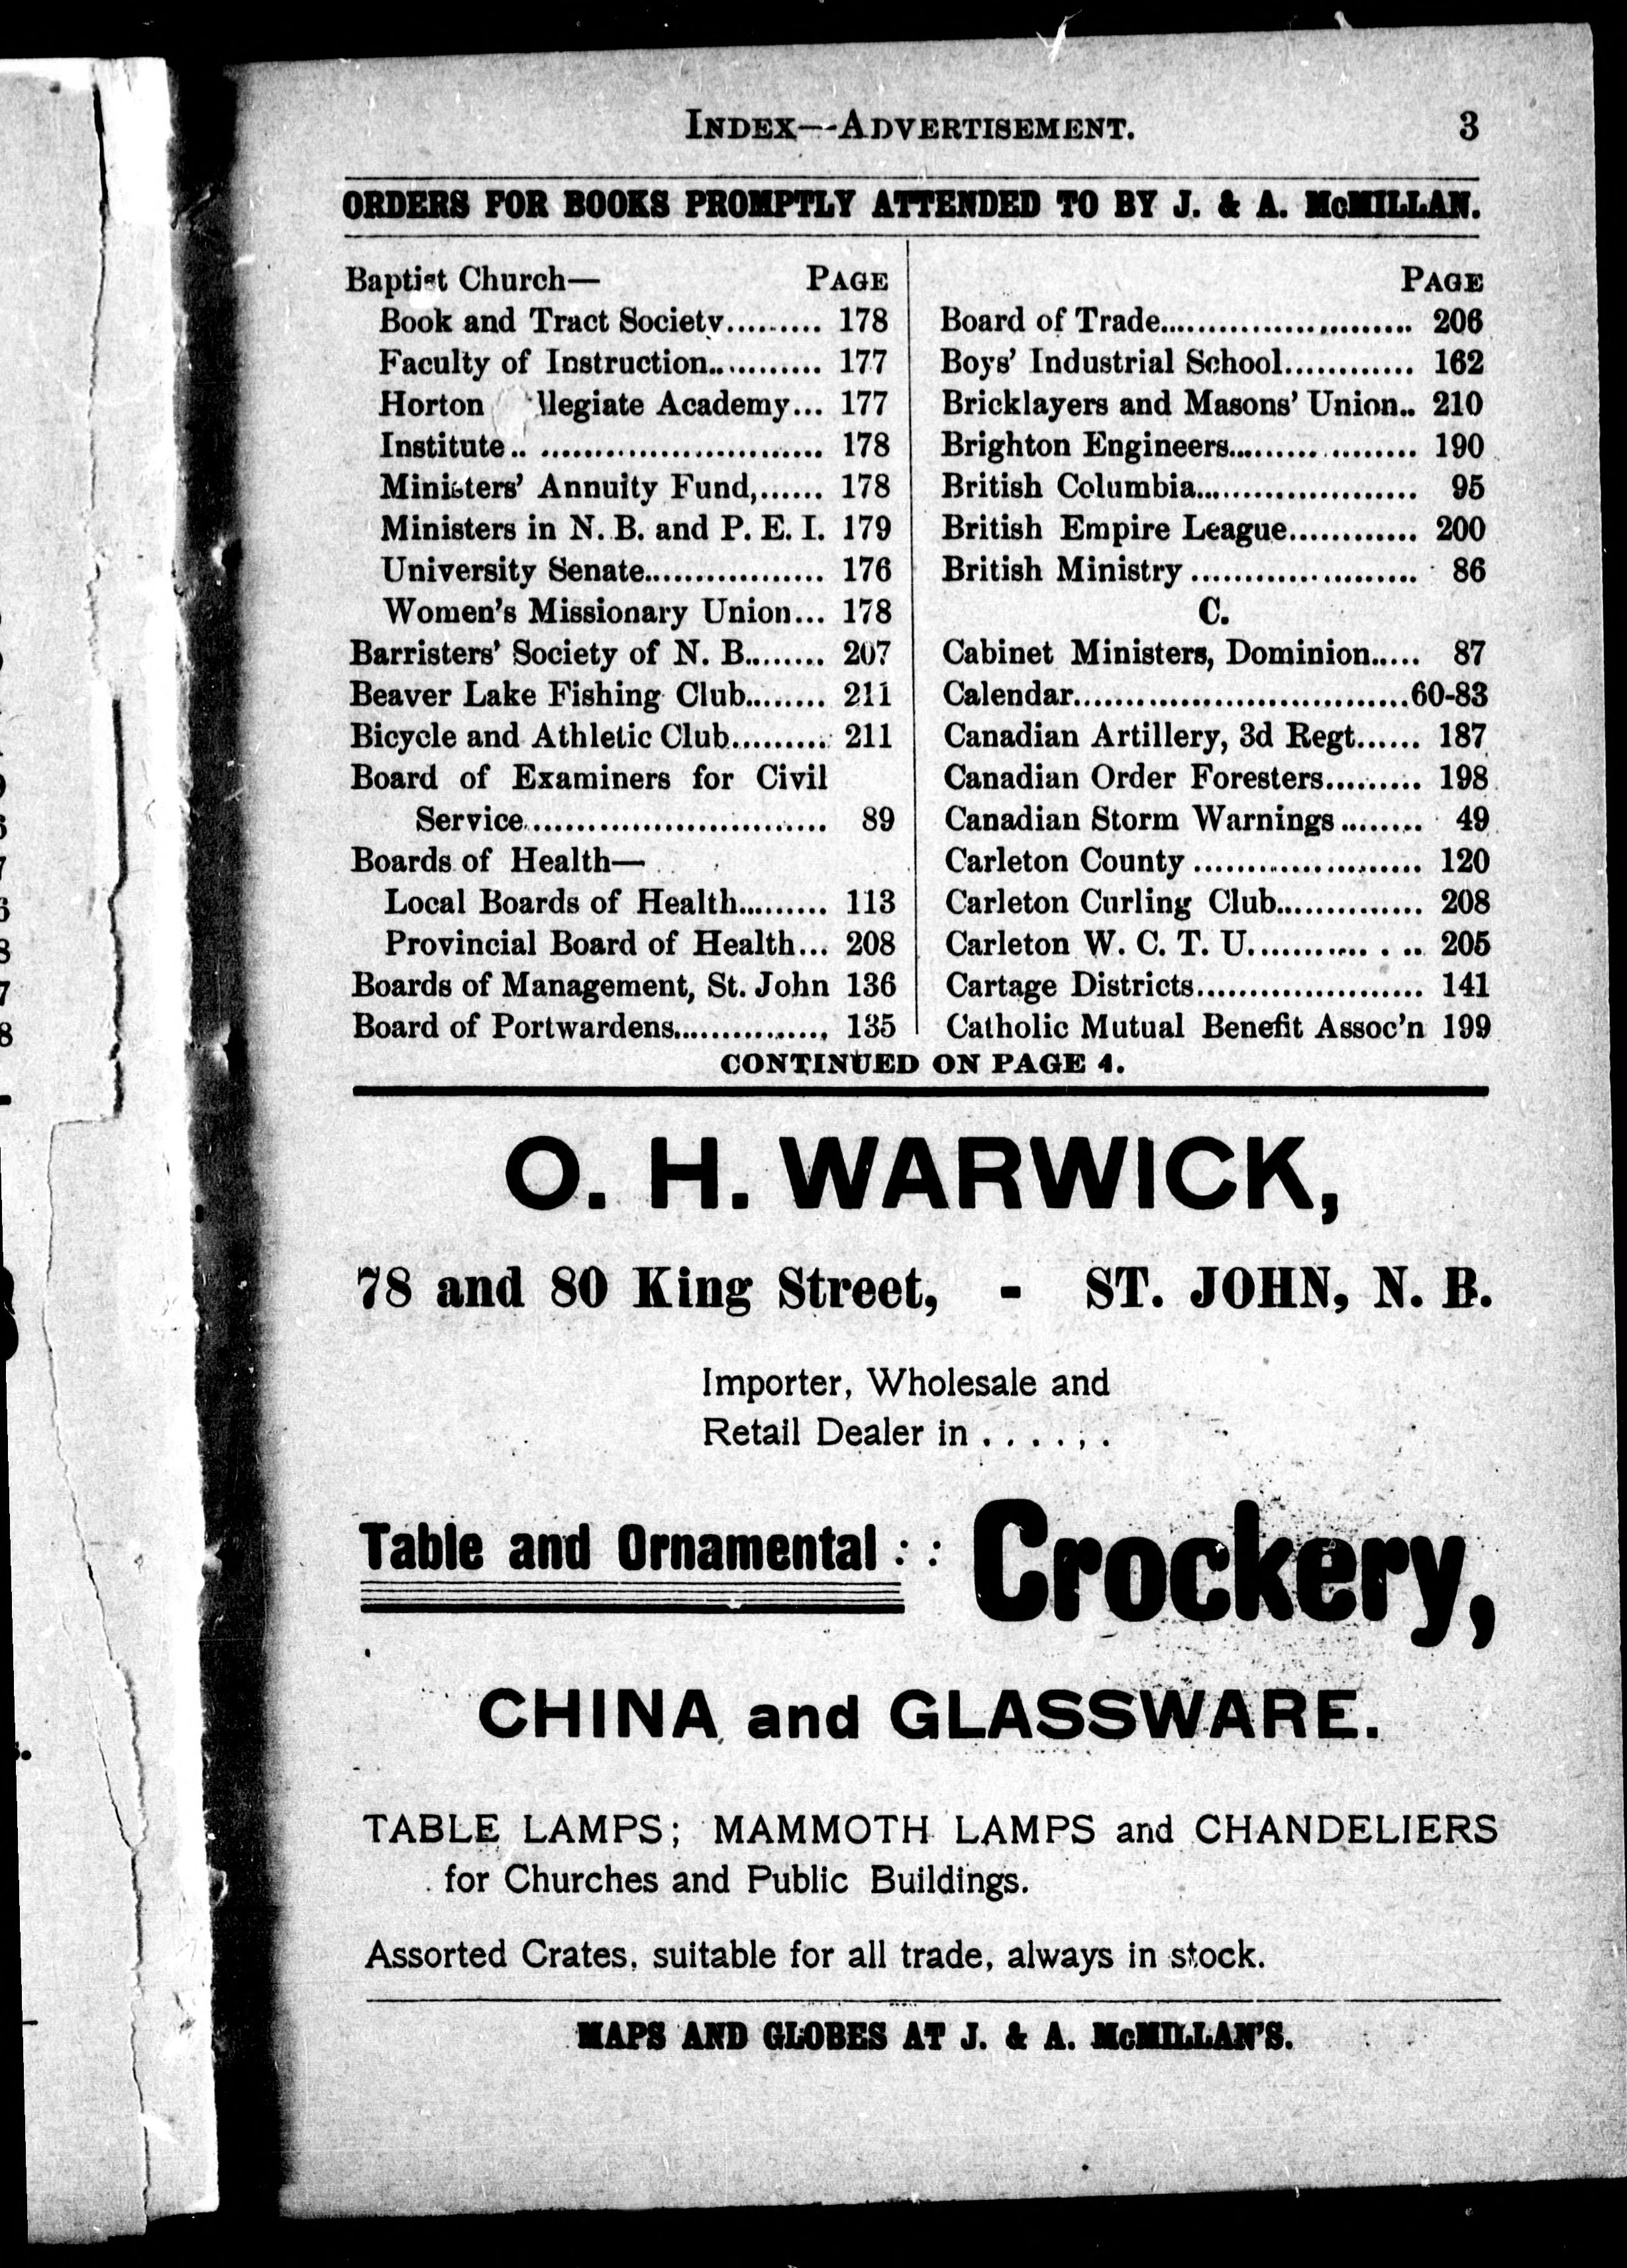 INDEX—ADVERTISEMENT. 3
ORDERS FOR BOOKS PROMPTLY ATTENDED TO BY J. & A. McMILLAN.
Baptist Church— PAGE
Book and Tract Society......... 178
Faculty of Instruction........... 177
Horton llegiate Academy... 177
Institute.. ........................... 178
Ministers' Annuity Fund,...... 178
Ministers in N. B. and P. E. I. 179
University Senate................. 176
Women's Missionary Union... 178
Barristers' Society of N. B........ 207
Beaver Lake Fishing Club........ 211
Bicycle and Athletic Club.......... 211
Board of Examiners for Civil
Service............................. 89
Boards of Health—
Local Boards of Health......... 113
Provincial Board of Health... 208
Boards of Management, St. John 136
Board of Portwardens............... 135
PAGE
Board of Trade........................ 206
Boys' Industrial School............ 162
Bricklayers and Masons' Union.. 210
Brighton Engineers.................. 190
British Columbia..................... 95
British Empire League............ 200
British Ministry ...................... 86
C.
Cabinet Ministers, Dominion..... 87
Calendar................................60-83
Canadian Artillery, 3d Regt...... 187
Canadian Order Foresters......... 198
Canadian Storm Warnings........ 49
Carleton County ...................... 120
Carleton Curling Club.............. 208
Carleton W. C. T. U............ . .. 205
Cartage Districts...................... 141
Catholic Mutual Benefit Assoc'n 199
CONTINUED ON PAGE 4.
O. H. WARWICK,
78 and 80 King Street, - ST. JOHN, N. B.
Importer, Wholesale and
Retail Dealer in . . . . . .
Table and Ornamental : : Crockery,
CHINA and GLASSWARE.
TABLE LAMPS; MAMMOTH LAMPS and CHANDELIERS
for Churches and Public Buildings.
Assorted Crates, suitable for all trade, always in stock.
MAPS AND GLOBES AT J. & A. McMILLAN'S.